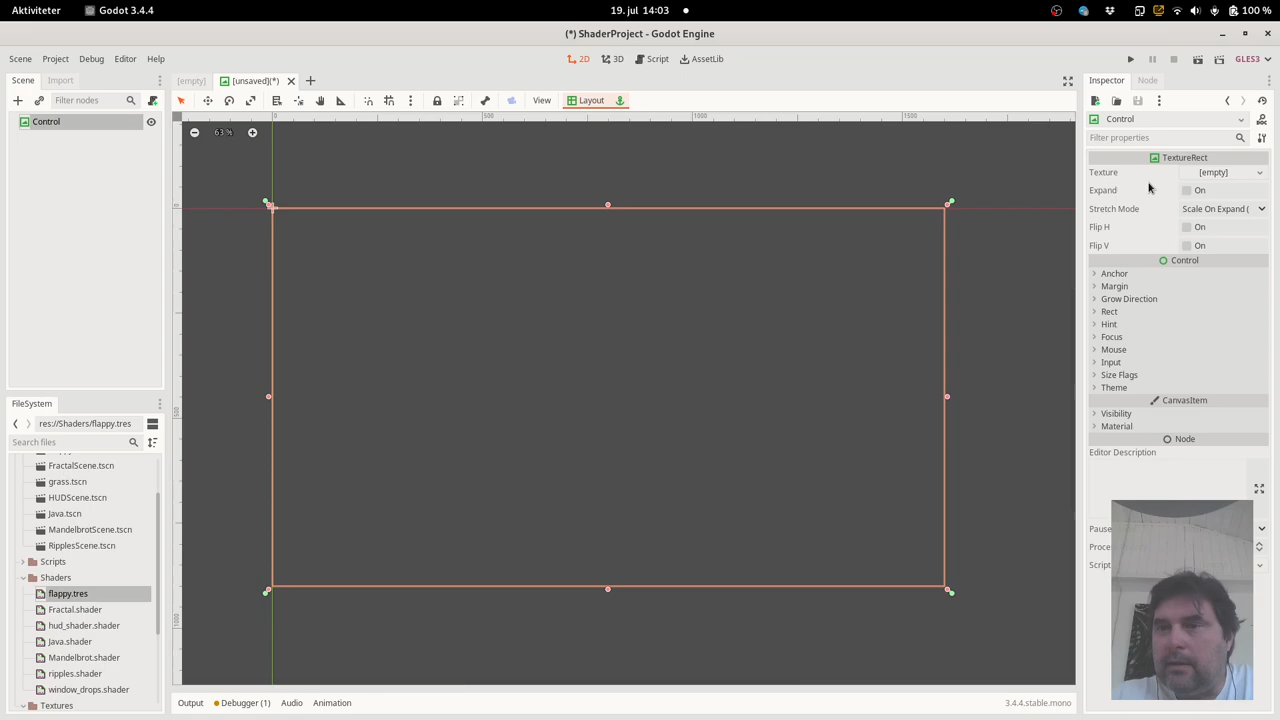 Aktiviteter
Godot 3.4.4
19. jul 14:03
100 %
(*) ShaderProject - Godot Engine
Scene Project Debug Editor Help
2D 3D Script AssetLib
GLES3
Scene Import
[empty] [unsaved](*)
Inspector Node
Filter nodes
View Layout
Control
Control
63 %
0 500 1000 1500
0
500
1000
Filter properties
TextureRect
Texture [empty]
Expand On
Stretch Mode Scale On Expand (
Flip H On
Flip V On
Control
Anchor
Margin
Grow Direction
Rect
Hint
Focus
Mouse
Input
Size Flags
Theme
CanvasItem
Visibility
Material
Node
Editor Description
Pause
Proce
Script
FileSystem
res://Shaders/flappy.tres
Search files
FractalScene.tscn
grass.tscn
HUDScene.tscn
Java.tscn
MandelbrotScene.tscn
RipplesScene.tscn
Scripts
Shaders
flappy.tres
Fractal.shader
hud_shader.shader
Java.shader
Mandelbrot.shader
ripples.shader
window_drops.shader
Textures
Output Debugger (1) Audio Animation
3.4.4.stable.mono